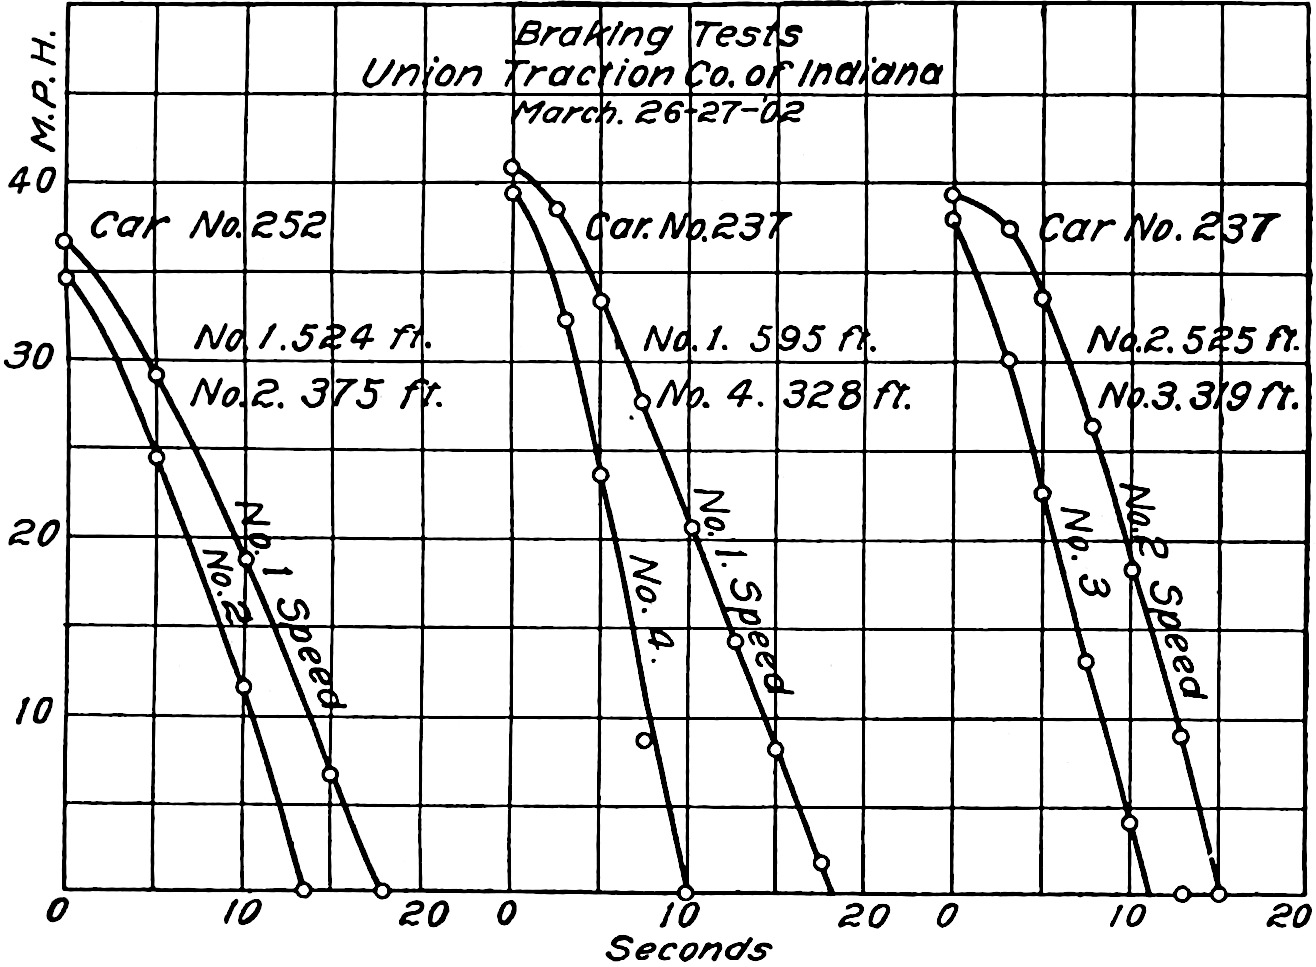 Braking Tests
Union Traction Co. of Indiana
March. 26-27-'02
M.P.H.
40
30
20
10
Car No. 252
No. 1. 524 ft.
No. 2. 375 ft.
No. 1 Speed
No. 2
Car. No. 237
No. 1. 595 ft.
No. 4. 328 ft.
No. 1. Speed
No. 4.
Car No. 237
No. 2. 525 ft.
No. 3. 319 ft.
No. 2 Speed
No. 3
0 10 20 0 10 20 0 10 20
Seconds